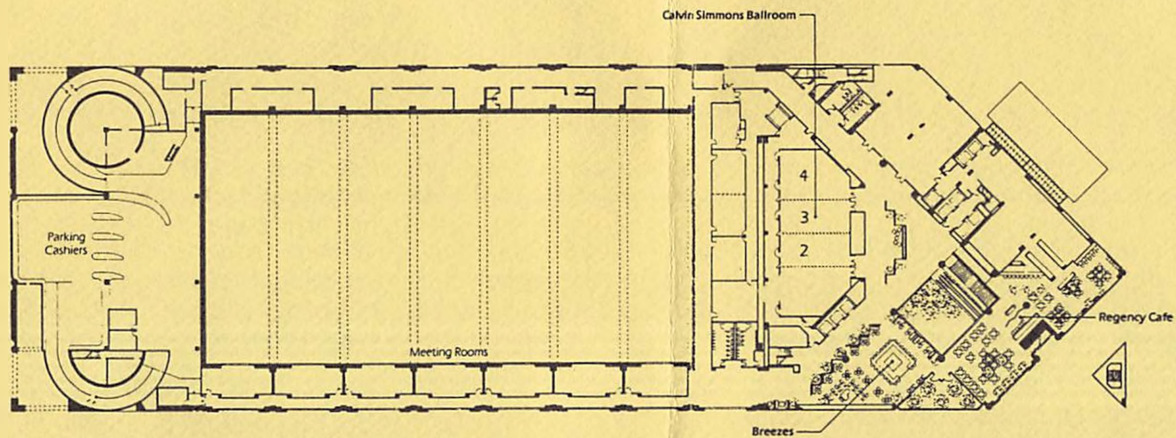 Calvin Simmons Ballroom
4
3
2
Parking
Cashiers
Meeting Rooms
Regency Cafe
Breezes